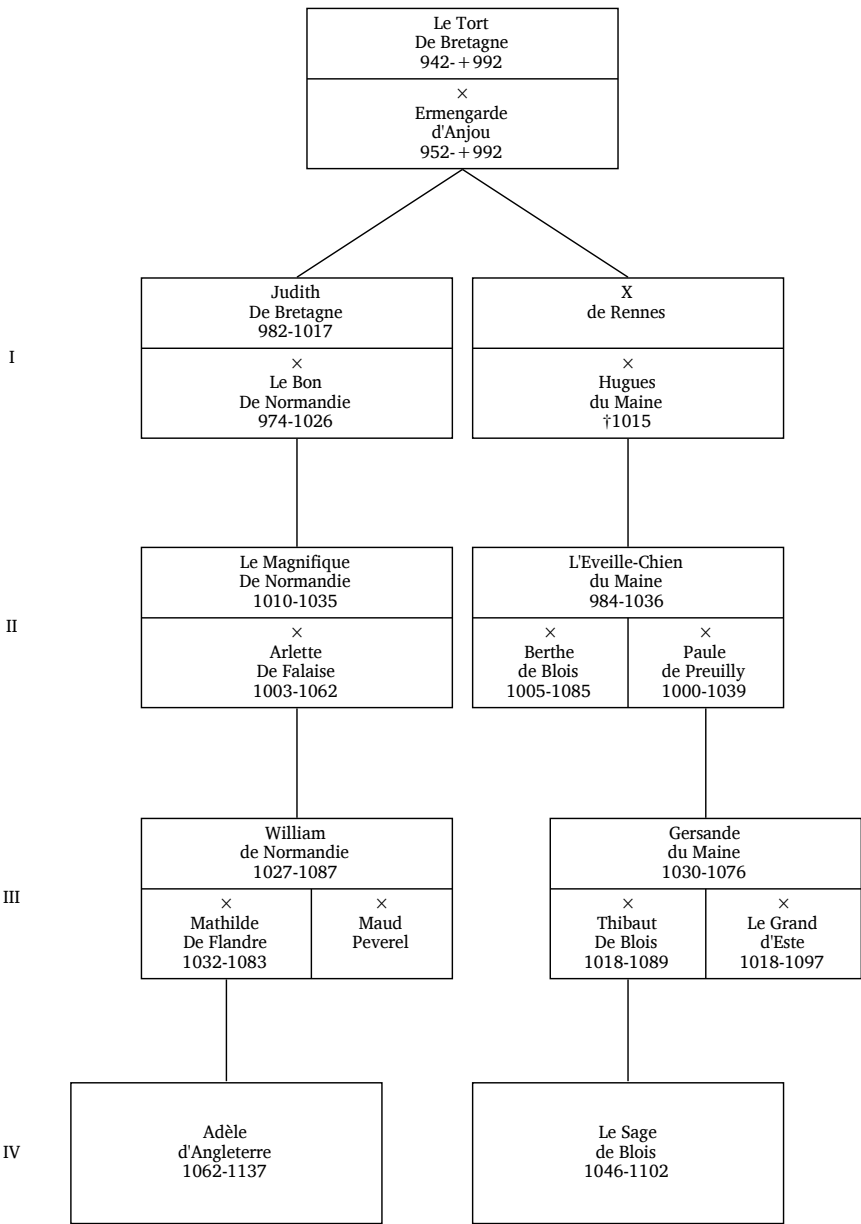 Le Tort
De Bretagne
942-+992
×
Ermengarde
d'Anjou
952-+992
I
Judith
De Bretagne
982-1017
×
Le Bon
De Normandie
974-1026
X
de Rennes
×
Hugues
du Maine
†1015
II
Le Magnifique
De Normandie
1010-1035
×
Arlette
De Falaise
1003-1062
L'Eveille-Chien
du Maine
984-1036
×
Berthe
de Blois
1005-1085
×
Paule
de Preuilly
1000-1039
III
William
de Normandie
1027-1087
×
Mathilde
De Flandre
1032-1083
×
Maud
Peverel
Gersande
du Maine
1030-1076
×
Thibaut
De Blois
1018-1089
×
Le Grand
d'Este
1018-1097
IV
Adèle
d'Angleterre
1062-1137
Le Sage
de Blois
1046-1102